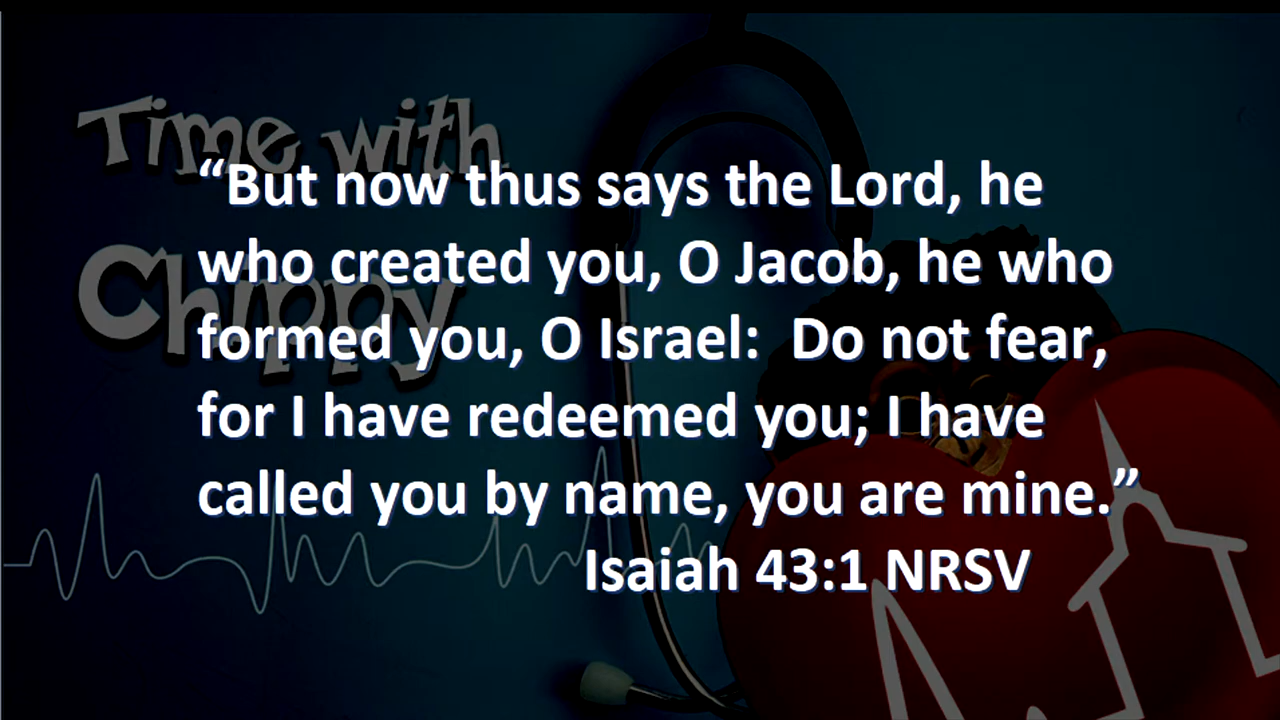 Time with
Chippy
“But now thus says the Lord, he
who created you, O Jacob, he who
formed you, O Israel:  Do not fear,
for I have redeemed you; I have
called you by name, you are mine.”
Isaiah 43:1 NRSV